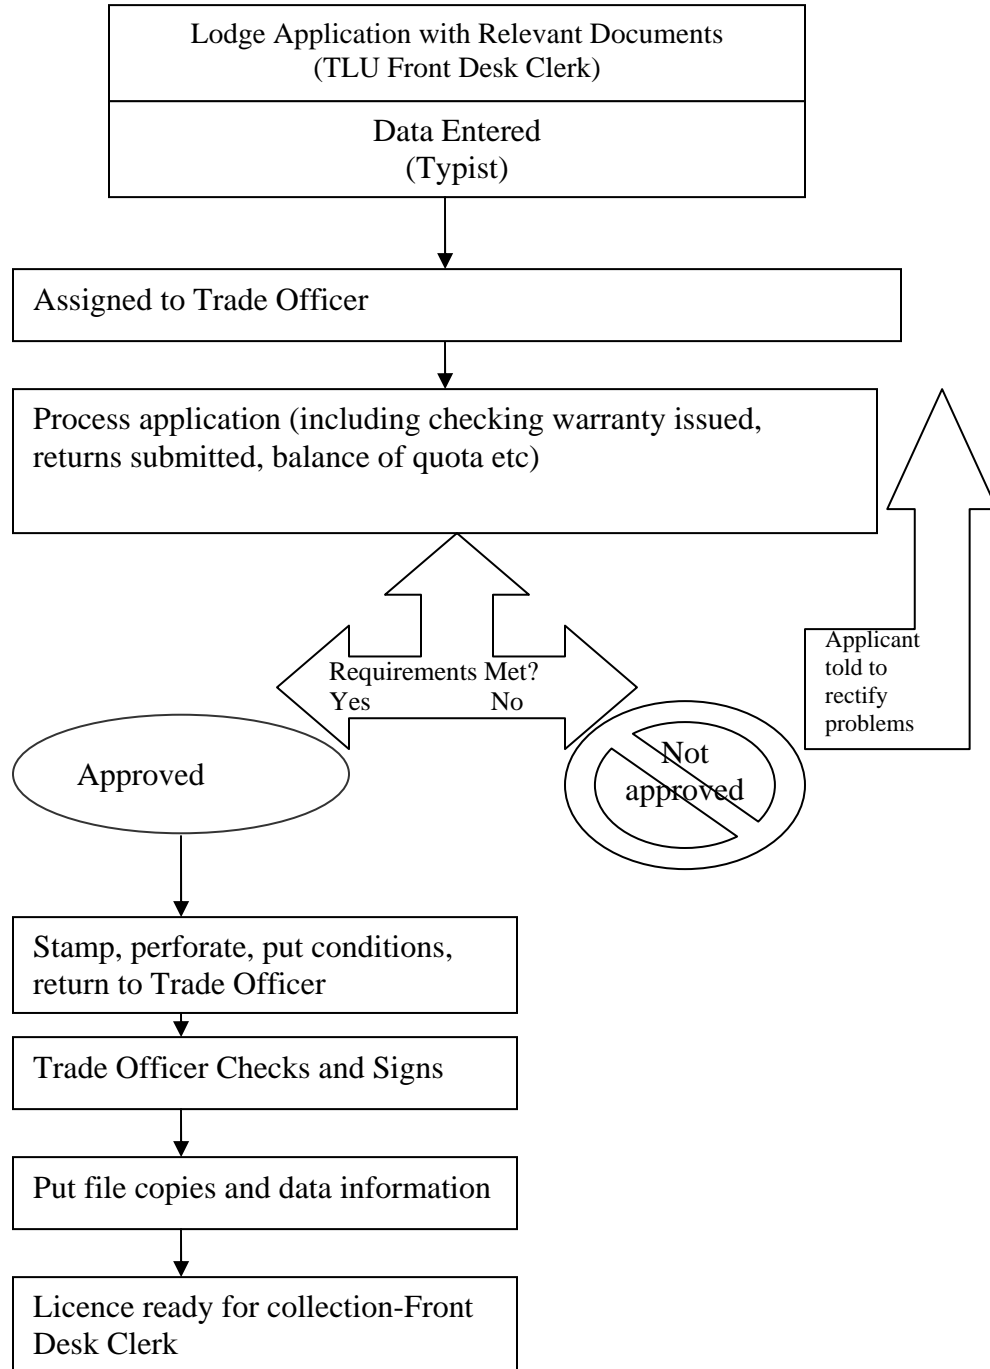 Lodge Application with Relevant Documents
(TLU Front Desk Clerk)
Data Entered
(Typist)
Assigned to Trade Officer
Process application (including checking warranty issued,
returns submitted, balance of quota etc)
Requirements Met?
Yes No
Applicant
told to
rectify
problems
Approved
Not
approved
Stamp, perforate, put conditions,
return to Trade Officer
Trade Officer Checks and Signs
Put file copies and data information
Licence ready for collection-Front
Desk Clerk